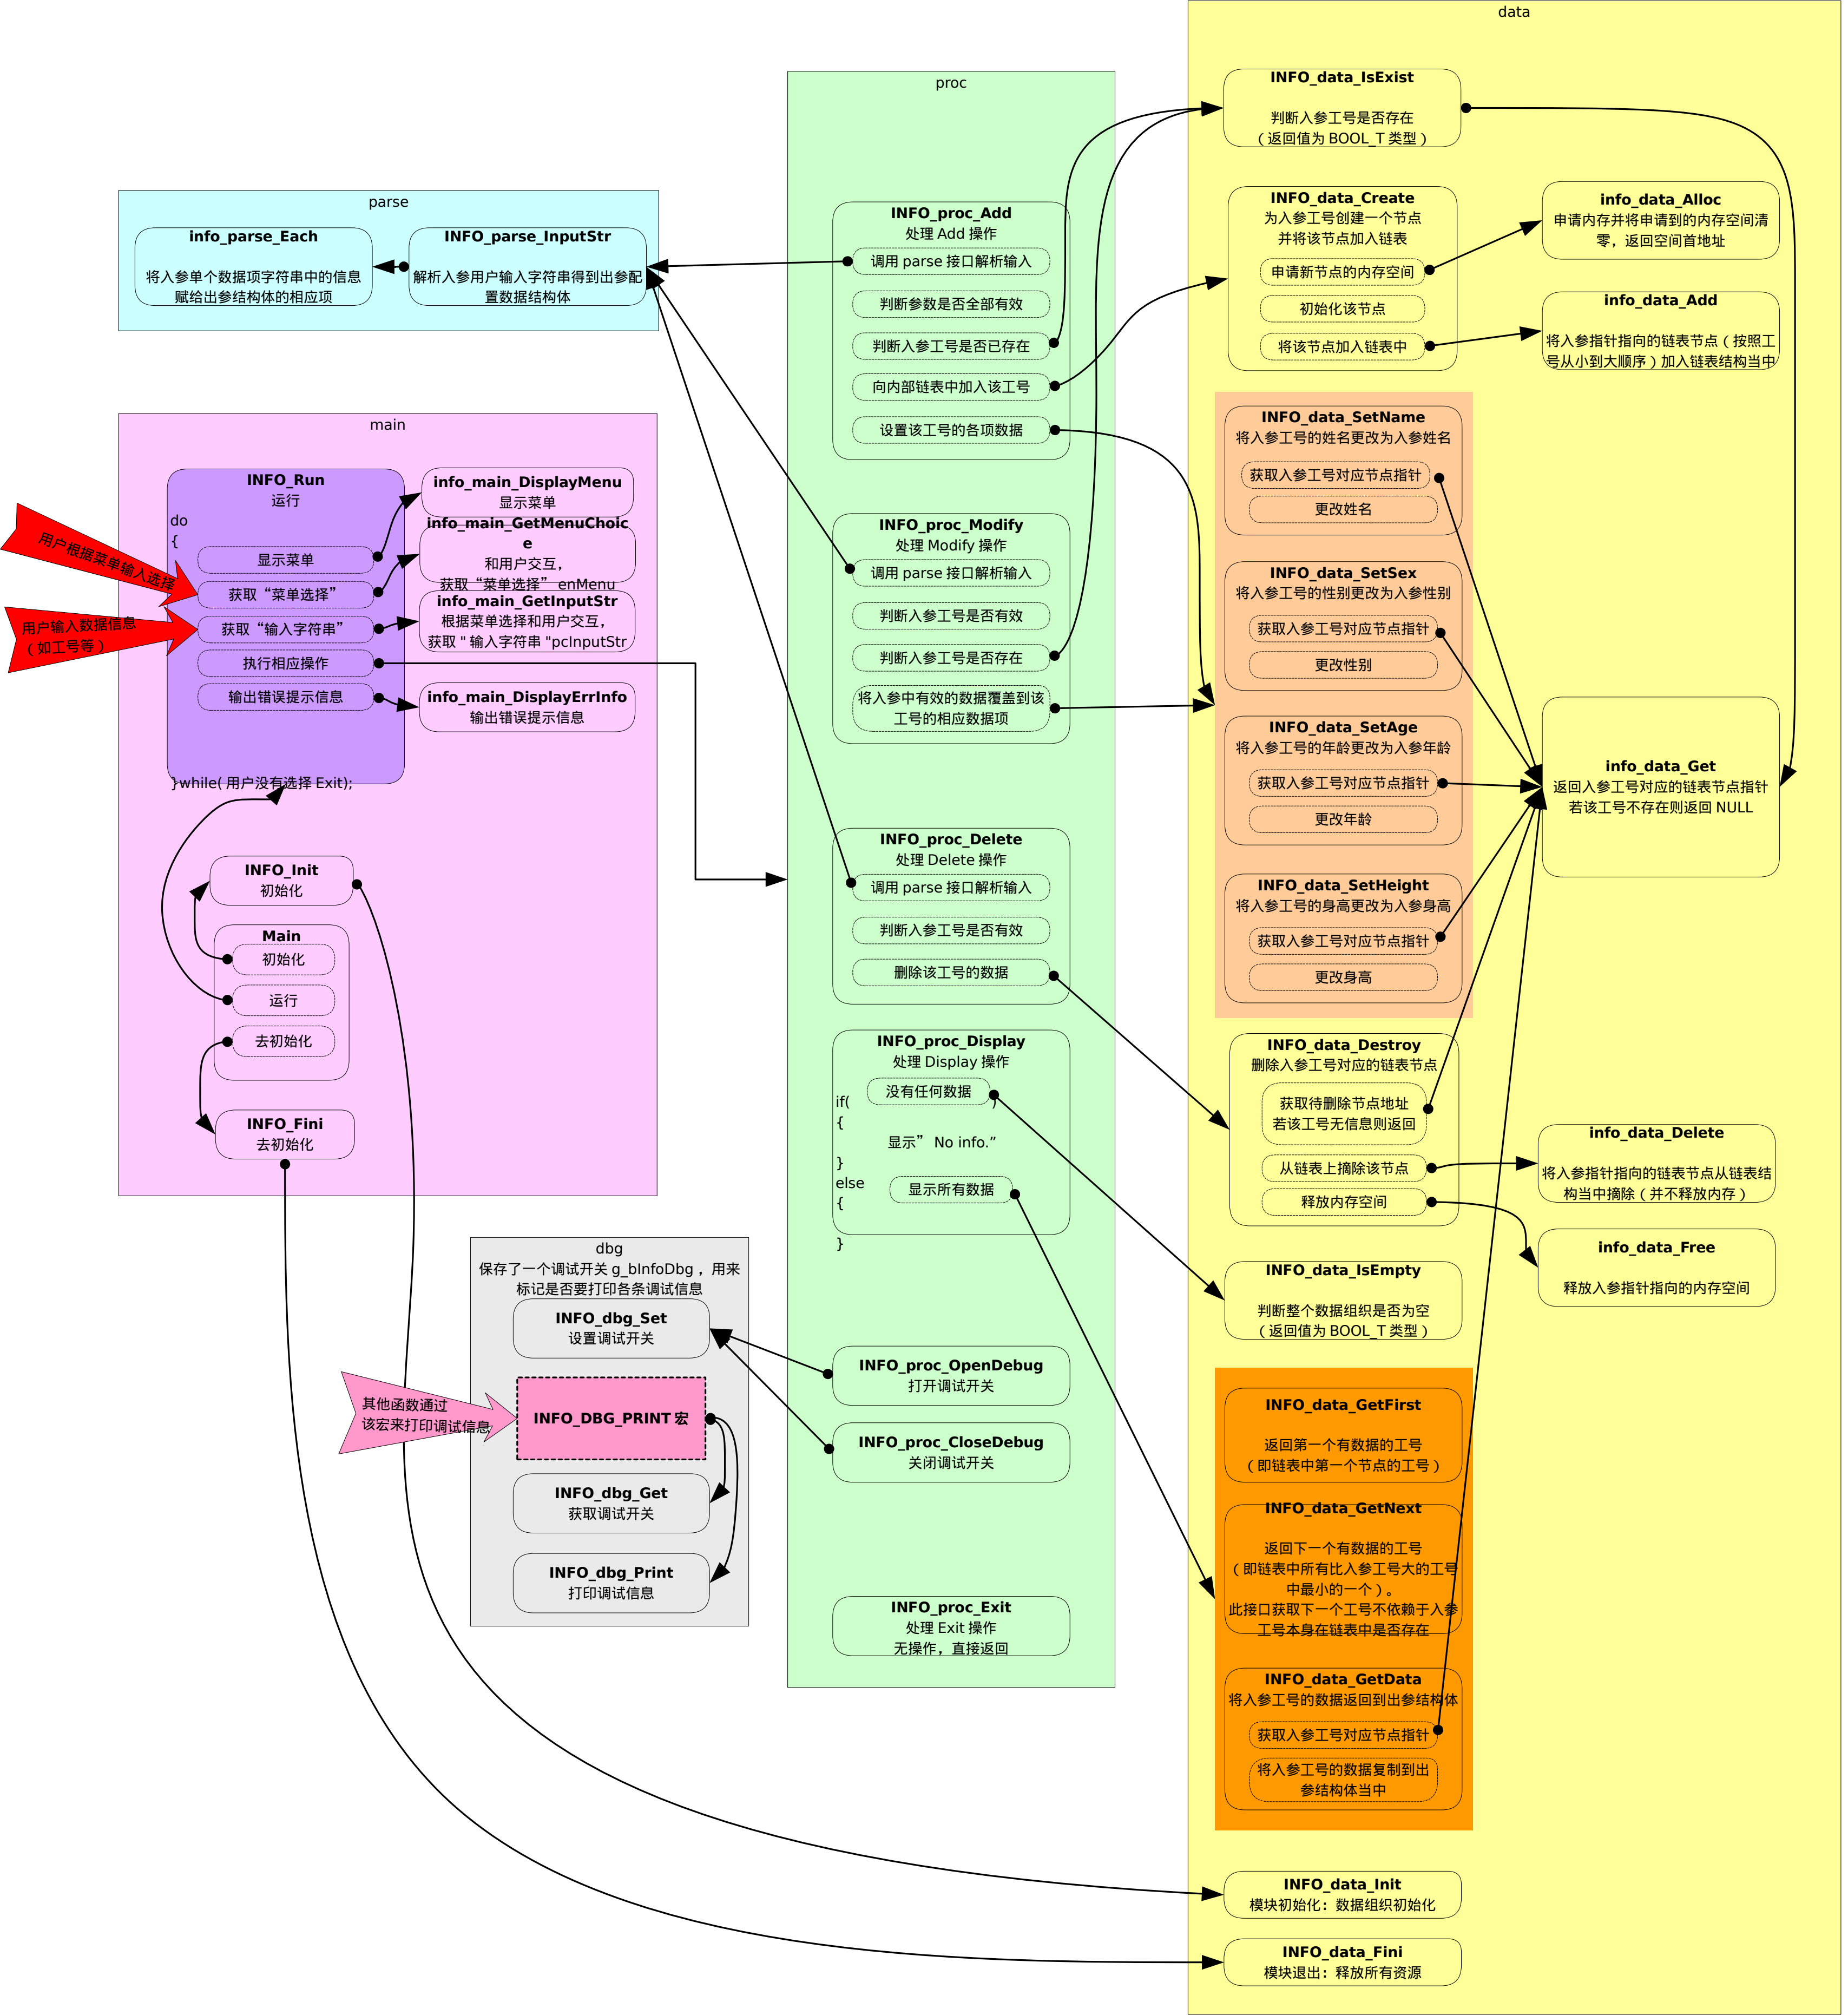 parse
info_parse_Each
将入参单个数据项字符串中的信息
赋给出参结构体的相应项
INFO_parse_InputStr
解析入参用户输入字符串得到出参配
置数据结构体
main
INFO_Run
运行
do
{
显示菜单
获取“菜单选择”
获取“输入字符串”
执行相应操作
输出错误提示信息
}while( 用户没有选择 Exit);
info_main_DisplayMenu
显示菜单
info_main_GetMenuChoic
e
和用户交互，
获取“菜单选择” enMenu
info_main_GetInputStr
根据菜单选择和用户交互，
获取 " 输入字符串 "pcInputStr
info_main_DisplayErrInfo
输出错误提示信息
用户根据菜单输入选择
用户输入数据信息
（如工号等）
INFO_Init
初始化
Main
初始化
运行
去初始化
INFO_Fini
去初始化
dbg
保存了一个调试开关 g_bInfoDbg ，用来
标记是否要打印各条调试信息
INFO_dbg_Set
设置调试开关
INFO_DBG_PRINT 宏
其他函数通过
该宏来打印调试信息
INFO_dbg_Get
获取调试开关
INFO_dbg_Print
打印调试信息
proc
INFO_proc_Add
处理 Add 操作
调用 parse 接口解析输入
判断参数是否全部有效
判断入参工号是否已存在
向内部链表中加入该工号
设置该工号的各项数据
INFO_proc_Modify
处理 Modify 操作
调用 parse 接口解析输入
判断入参工号是否有效
判断入参工号是否存在
将入参中有效的数据覆盖到该
工号的相应数据项
INFO_proc_Delete
处理 Delete 操作
调用 parse 接口解析输入
判断入参工号是否有效
删除该工号的数据
INFO_proc_Display
处理 Display 操作
if( 没有任何数据 )
{
显示” No info.”
}
else
{
显示所有数据
}
INFO_proc_OpenDebug
打开调试开关
INFO_proc_CloseDebug
关闭调试开关
INFO_proc_Exit
处理 Exit 操作
无操作，直接返回
data
INFO_data_IsExist
判断入参工号是否存在
（返回值为 BOOL_T 类型）
INFO_data_Create
为入参工号创建一个节点
并将该节点加入链表
申请新节点的内存空间
初始化该节点
将该节点加入链表中
info_data_Alloc
申请内存并将申请到的内存空间清
零，返回空间首地址
info_data_Add
将入参指针指向的链表节点（按照工
号从小到大顺序）加入链表结构当中
INFO_data_SetName
将入参工号的姓名更改为入参姓名
获取入参工号对应节点指针
更改姓名
INFO_data_SetSex
将入参工号的性别更改为入参性别
获取入参工号对应节点指针
更改性别
INFO_data_SetAge
将入参工号的年龄更改为入参年龄
获取入参工号对应节点指针
更改年龄
INFO_data_SetHeight
将入参工号的身高更改为入参身高
获取入参工号对应节点指针
更改身高
info_data_Get
返回入参工号对应的链表节点指针
若该工号不存在则返回 NULL
INFO_data_Destroy
删除入参工号对应的链表节点
获取待删除节点地址
若该工号无信息则返回
从链表上摘除该节点
释放内存空间
info_data_Delete
将入参指针指向的链表节点从链表结
构当中摘除（并不释放内存）
info_data_Free
释放入参指针指向的内存空间
INFO_data_IsEmpty
判断整个数据组织是否为空
（返回值为 BOOL_T 类型）
INFO_data_GetFirst
返回第一个有数据的工号
（即链表中第一个节点的工号）
INFO_data_GetNext
返回下一个有数据的工号
（即链表中所有比入参工号大的工号
中最小的一个）。
此接口获取下一个工号不依赖于入参
工号本身在链表中是否存在
INFO_data_GetData
将入参工号的数据返回到出参结构体
获取入参工号对应节点指针
将入参工号的数据复制到出
参结构体当中
INFO_data_Init
模块初始化：数据组织初始化
INFO_data_Fini
模块退出：释放所有资源